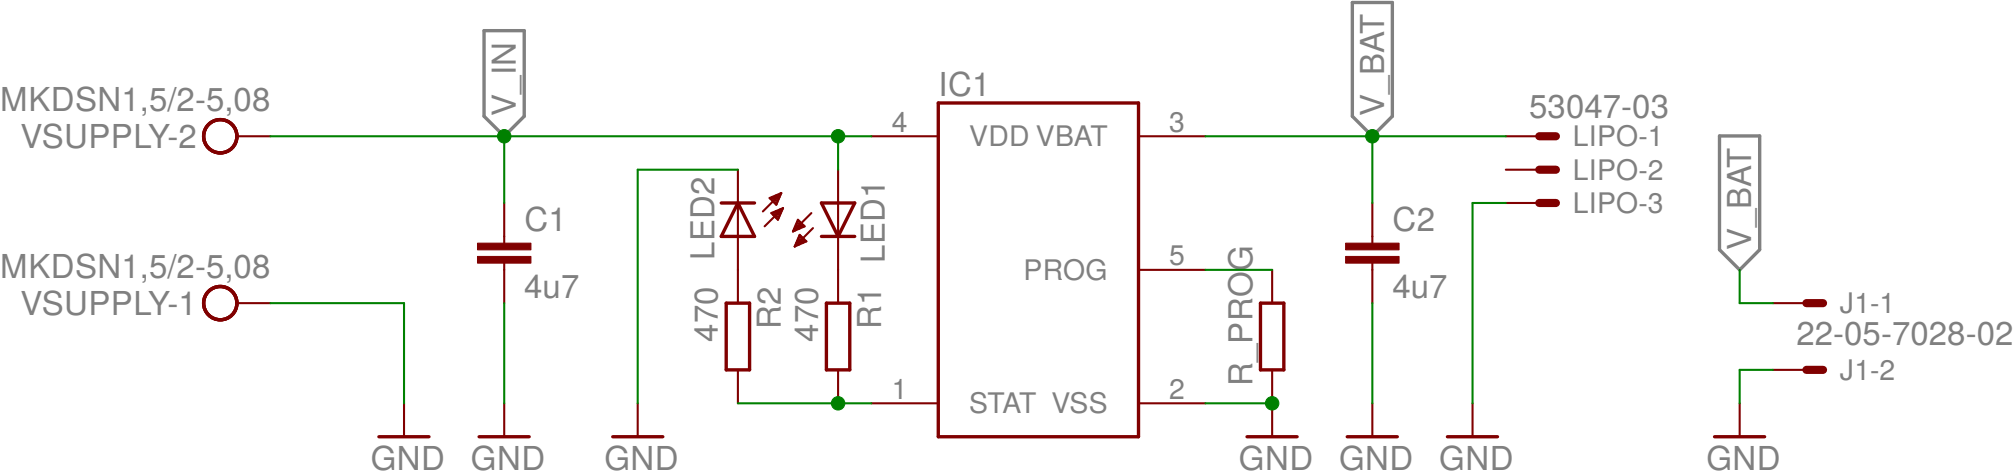 V_IN
V_BAT
IC1
MKDSN1,5/2-5,08
VSUPPLY-2
4
VDD VBAT
3
53047-03
LIPO-1
LIPO-2
LIPO-3
V_BAT
LED2
LED1
C1
4u7
C2
4u7
MKDSN1,5/2-5,08
VSUPPLY-1
470
R2
470
R1
PROG
5
R_PROG
J1-1
22-05-7028-02
J1-2
1
STAT VSS
2
GND
GND
GND
GND
GND
GND
GND